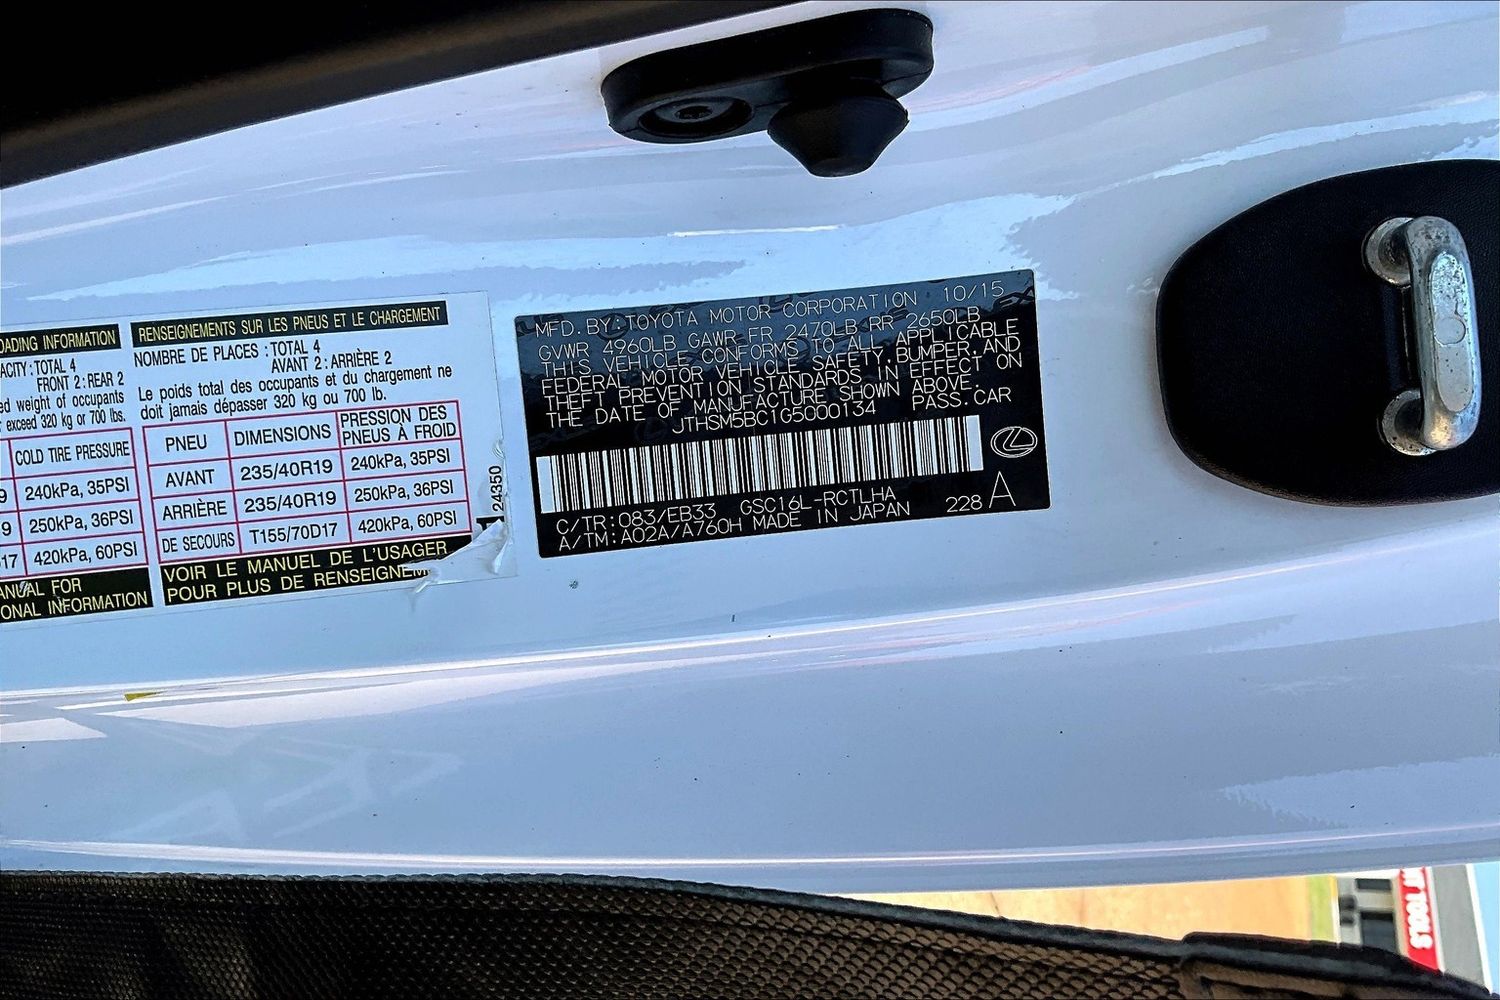 OADING INFORMATION
ACITY : TOTAL 4
FRONT 2 : REAR 2
ed weight of occupants
exceed 320 kg or 700 lbs.
COLD TIRE PRESSURE
9 240kPa, 35PSI
9 250kPa, 36PSI
17 420kPa, 60PSI
ANUAL FOR
ONAL INFORMATION
RENSEIGNEMENTS SUR LES PNEUS ET LE CHARGEMENT
NOMBRE DE PLACES : TOTAL 4
AVANT 2 : ARRIÈRE 2
Le poids total des occupants et du chargement ne
doit jamais dépasser 320 kg ou 700 lb.
PNEU DIMENSIONS PRESSION DES
PNEUS À FROID
AVANT 235/40R19 240kPa, 35PSI
ARRIÈRE 235/40R19 250kPa, 36PSI
DE SECOURS T155/70D17 420kPa, 60PSI
VOIR LE MANUEL DE L'USAGER
POUR PLUS DE RENSEIGNEM
24350
MFD. BY: TOYOTA MOTOR CORPORATION 10/15
GVWR 4960LB GAWR FR 2470LB RR 2650LB
THIS VEHICLE CONFORMS TO ALL APPLICABLE
FEDERAL MOTOR VEHICLE SAFETY, BUMPER, AND
THEFT PREVENTION STANDARDS IN EFFECT ON
THE DATE OF MANUFACTURE SHOWN ABOVE.
JTHSM5BC1G5000134 PASS. CAR
C/TR: 083/EB33 GSC16L-RCTLHA
A/TM: A02A/A760H MADE IN JAPAN 228 A
TOOLS